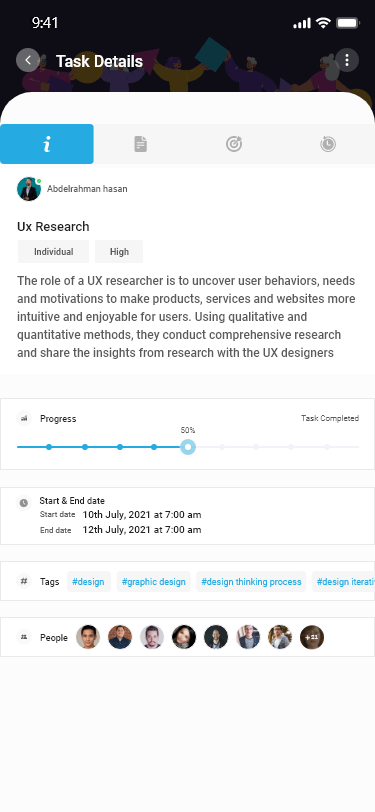 9:41
Task Details
i
Abdelrahman hasan
Ux Research
Individual High
The role of a UX researcher is to uncover user behaviors, needs
and motivations to make products, services and websites more
intuitive and enjoyable for users. Using qualitative and
quantitative methods, they conduct comprehensive research
and share the insights from research with the UX designers
Progress Task Completed
50%
Start & End date
Start date 10th July, 2021 at 7:00 am
End date 12th July, 2021 at 7:00 am
# Tags #design #graphic design #design thinking process #design iterati
People +21